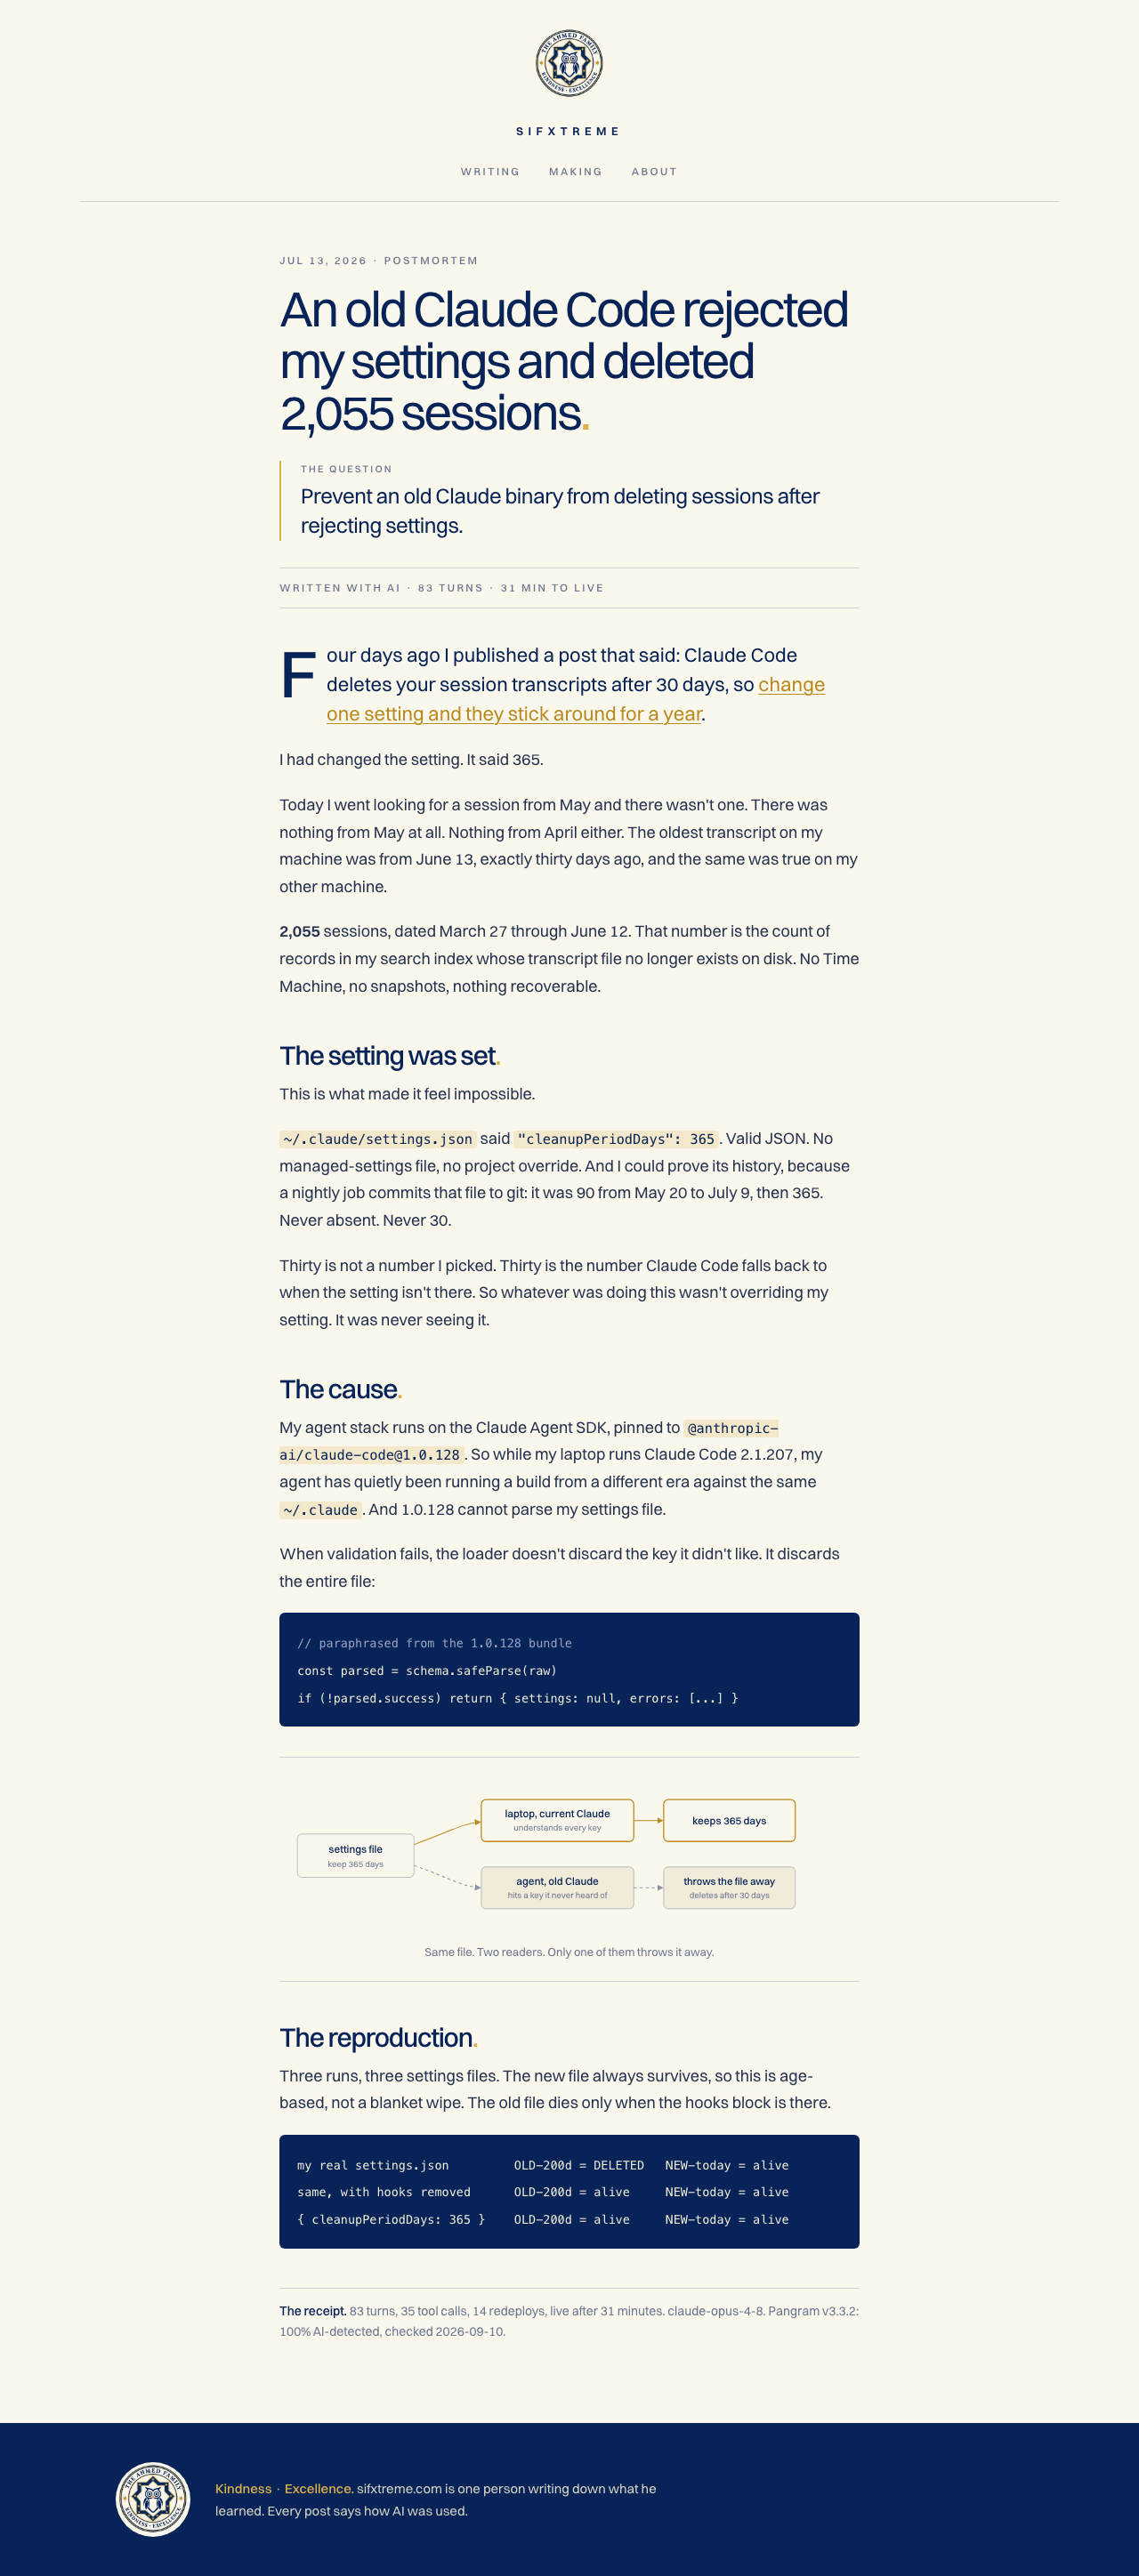 THE AHMED FAMILY
KINDNESS · EXCELLENCE
SIFXTREME
WRITING MAKING ABOUT
JUL 13, 2026 · POSTMORTEM
An old Claude Code rejected
my settings and deleted
2,055 sessions.
THE QUESTION
Prevent an old Claude binary from deleting sessions after
rejecting settings.
WRITTEN WITH AI · 83 TURNS · 31 MIN TO LIVE
Four days ago I published a post that said: Claude Code
deletes your session transcripts after 30 days, so change
one setting and they stick around for a year.
I had changed the setting. It said 365.
Today I went looking for a session from May and there wasn't one. There was
nothing from May at all. Nothing from April either. The oldest transcript on my
machine was from June 13, exactly thirty days ago, and the same was true on my
other machine.
2,055 sessions, dated March 27 through June 12. That number is the count of
records in my search index whose transcript file no longer exists on disk. No Time
Machine, no snapshots, nothing recoverable.
The setting was set.
This is what made it feel impossible.
~/.claude/settings.json said "cleanupPeriodDays": 365. Valid JSON. No
managed-settings file, no project override. And I could prove its history, because
a nightly job commits that file to git: it was 90 from May 20 to July 9, then 365.
Never absent. Never 30.
Thirty is not a number I picked. Thirty is the number Claude Code falls back to
when the setting isn't there. So whatever was doing this wasn't overriding my
setting. It was never seeing it.
The cause.
My agent stack runs on the Claude Agent SDK, pinned to @anthropic-
ai/claude-code@1.0.128. So while my laptop runs Claude Code 2.1.207, my
agent has quietly been running a build from a different era against the same
~/.claude. And 1.0.128 cannot parse my settings file.
When validation fails, the loader doesn't discard the key it didn't like. It discards
the entire file:
// paraphrased from the 1.0.128 bundle
const parsed = schema.safeParse(raw)
if (!parsed.success) return { settings: null, errors: [...] }
settings file
keep 365 days
laptop, current Claude
understands every key
keeps 365 days
agent, old Claude
hits a key it never heard of
throws the file away
deletes after 30 days
Same file. Two readers. Only one of them throws it away.
The reproduction.
Three runs, three settings files. The new file always survives, so this is age-
based, not a blanket wipe. The old file dies only when the hooks block is there.
my real settings.json OLD-200d = DELETED NEW-today = alive
same, with hooks removed OLD-200d = alive NEW-today = alive
{ cleanupPeriodDays: 365 } OLD-200d = alive NEW-today = alive
The receipt. 83 turns, 35 tool calls, 14 redeploys, live after 31 minutes. claude-opus-4-8. Pangram v3.3.2:
100% AI-detected, checked 2026-09-10.
THE AHMED FAMILY
KINDNESS · EXCELLENCE
Kindness · Excellence. sifxtreme.com is one person writing down what he
learned. Every post says how AI was used.